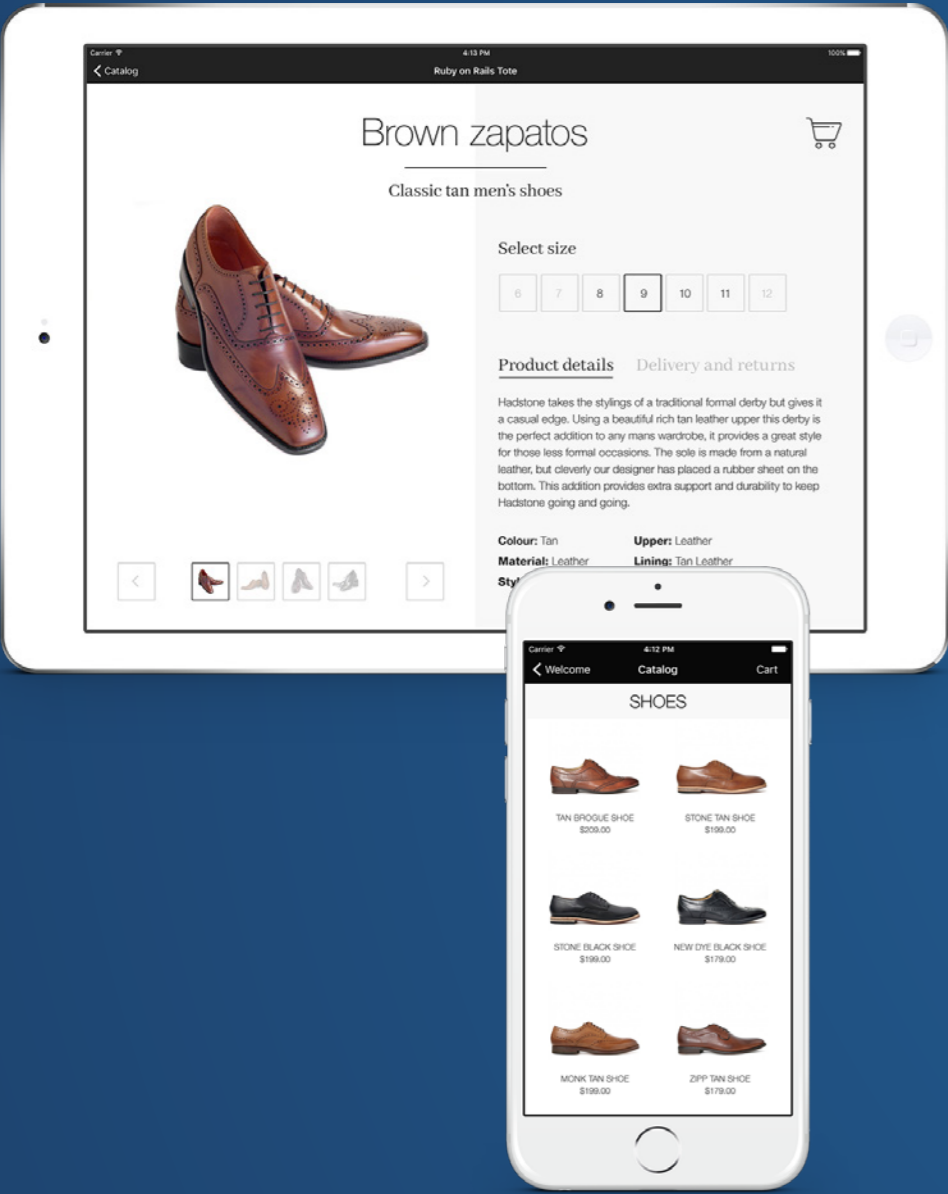 Carrier
4:13 PM
100%
Catalog
Ruby on Rails Tote
Brown zapatos
Classic tan men's shoes
Select size
6 7 8 9 10 11 12
Product details Delivery and returns
Hadstone takes the stylings of a traditional formal derby but gives it
a casual edge. Using a beautiful rich tan leather upper this derby is
the perfect addition to any mans wardrobe, it provides a great style
for those less formal occasions. The sole is made from a natural
leather, but cleverly our designer has placed a rubber sheet on the
bottom. This addition provides extra support and durability to keep
Hadstone going and going.
Colour: Tan Upper: Leather
Material: Leather Lining: Tan Leather
Carrier 4:12 PM
Welcome Catalog Cart
SHOES
TAN BROGUE SHOE
$209.00
STONE TAN SHOE
$199.00
STONE BLACK SHOE
$199.00
NEW DYE BLACK SHOE
$179.00
MONK TAN SHOE
$199.00
ZIPP TAN SHOE
$179.00